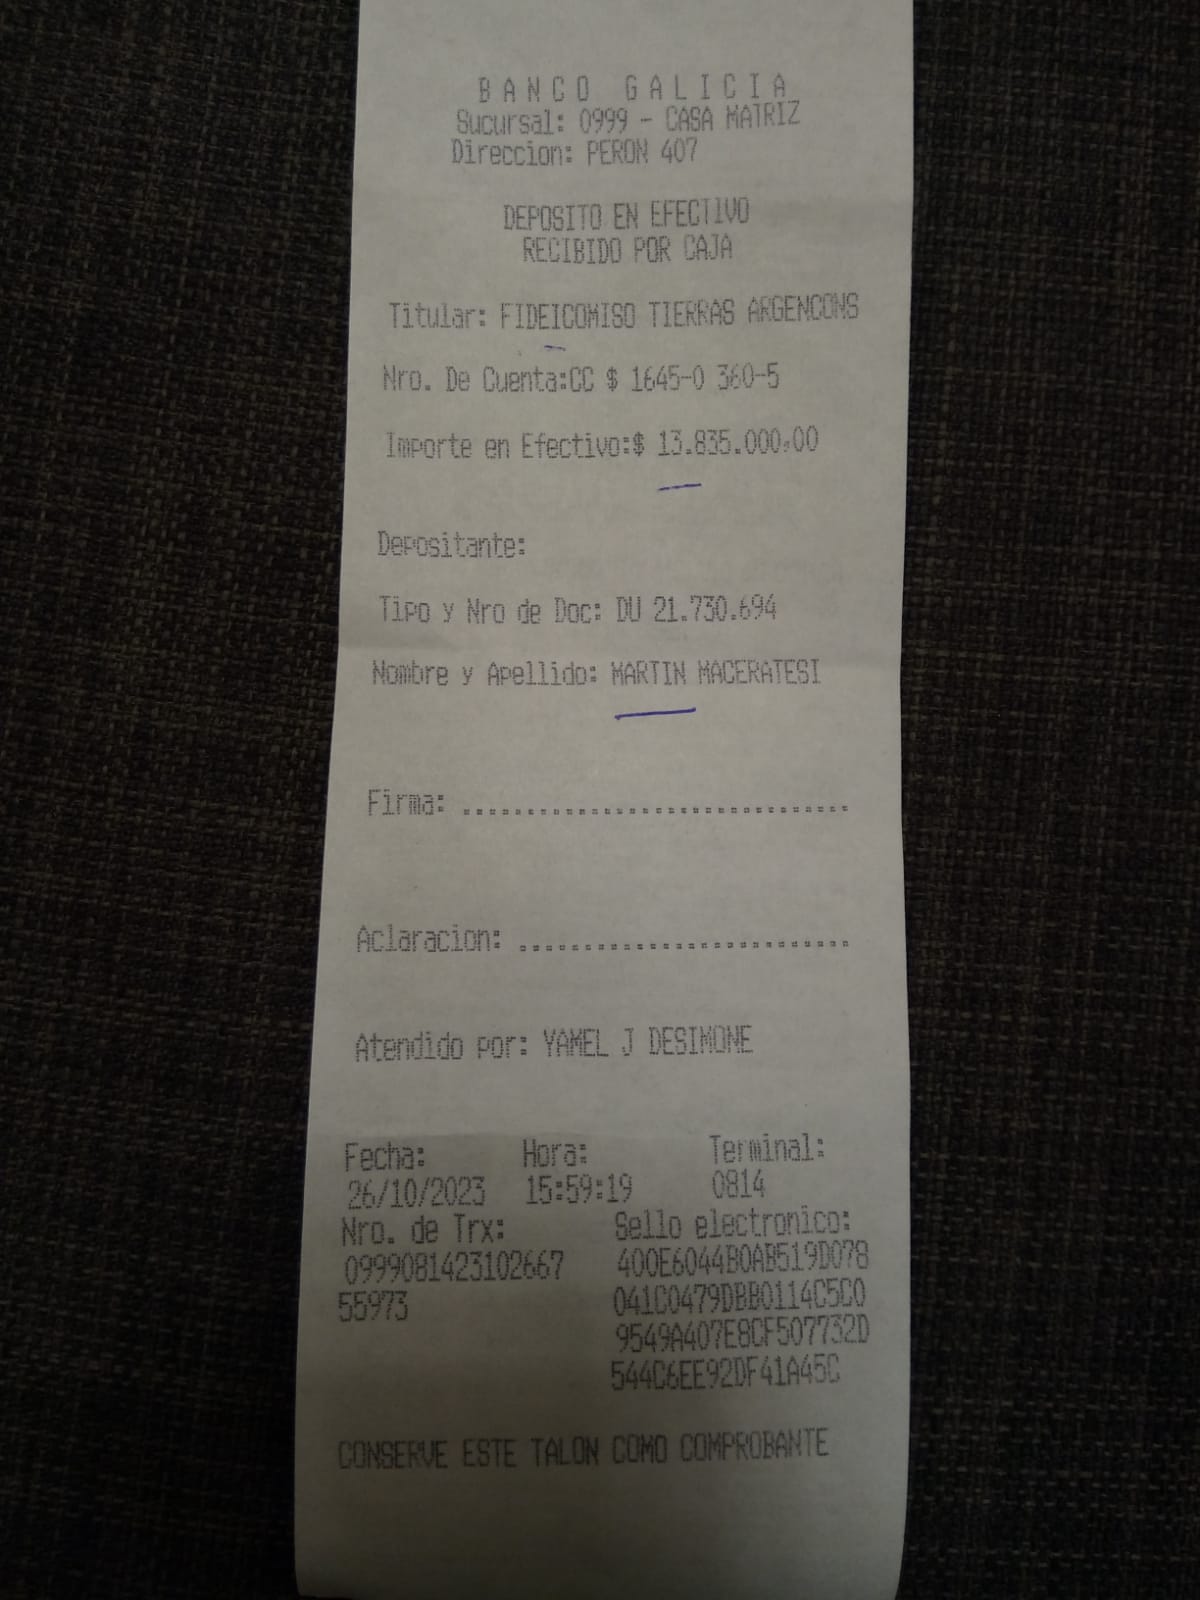 BANCO GALICIA
Sucursal: 0999 - CASA MATRIZ
Direccion: PERON 407
DEPOSITO EN EFECTIVO
RECIBIDO POR CAJA
Titular: FIDEICOMISO TIERRAS ARGENCONS
Nro. De Cuenta:CC $ 1645-0 360-5
Importe en Efectivo:$ 13.835.000,00
Depositante:
Tipo y Nro de Doc: DU 21.730.694
Nombre y Apellido: MARTIN MACERATESI
Firma: ..............................
Aclaracion: ..........................
Atendido por: YAMEL J DESIMONE
Fecha: Hora: Terminal:
26/10/2023 15:59:19 0814
Nro. de Trx: Sello electronico:
0999081423102667 400E6044B0AB519D078
55973 041C0479DBB0114C5C0
9549A407E8CF507732D
544C6EE92DF41A45C
CONSERVE ESTE TALON COMO COMPROBANTE